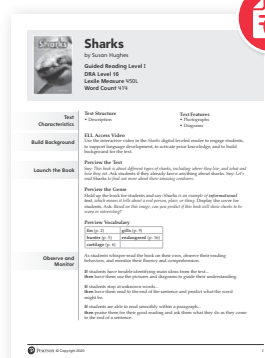 Sharks
Sharks
by Susan Hughes
Guided Reading Level I
DRA Level 16
Lexile Measure 450L
Word Count 414
Text Characteristics
Text Structure
• Description
Text Features
• Photographs
• Diagrams
Build Background
ELL Access Video
Use the interactive video in the Sharks digital leveled reader to engage students,
to support language development, to activate prior knowledge, and to build
background for the text.
Launch the Book
Preview the Text
Say: This book is about different types of sharks, including where they live, and what and
how they eat. Ask students if they already know anything about sharks. Say: Let's
read Sharks to find out more about these amazing creatures.
Preview the Genre
Hold up the book for students and say: Sharks is an example of informational
text, which means it tells about a real person, place, or thing. Display the cover for
students. Ask: Based on this image, can you predict if this book will show sharks to be
scary or interesting?
Preview Vocabulary
fin (p. 2) gills (p. 9)
hunter (p. 5) endangered (p. 16)
cartilage (p. 6)
Observe and Monitor
As students whisper-read the book on their own, observe their reading
behaviors, and monitor their fluency and comprehension.
If students have trouble identifying main ideas from the text...
then have them use the pictures and diagrams to guide their understanding.
If students stop at unknown words...
then have them read to the end of the sentence and predict what the word
might be.
If students are able to read smoothly within a paragraph...
then praise them for their good reading and ask them what they do as they come
to the end of a sentence.
PEARSON © Copyright
1